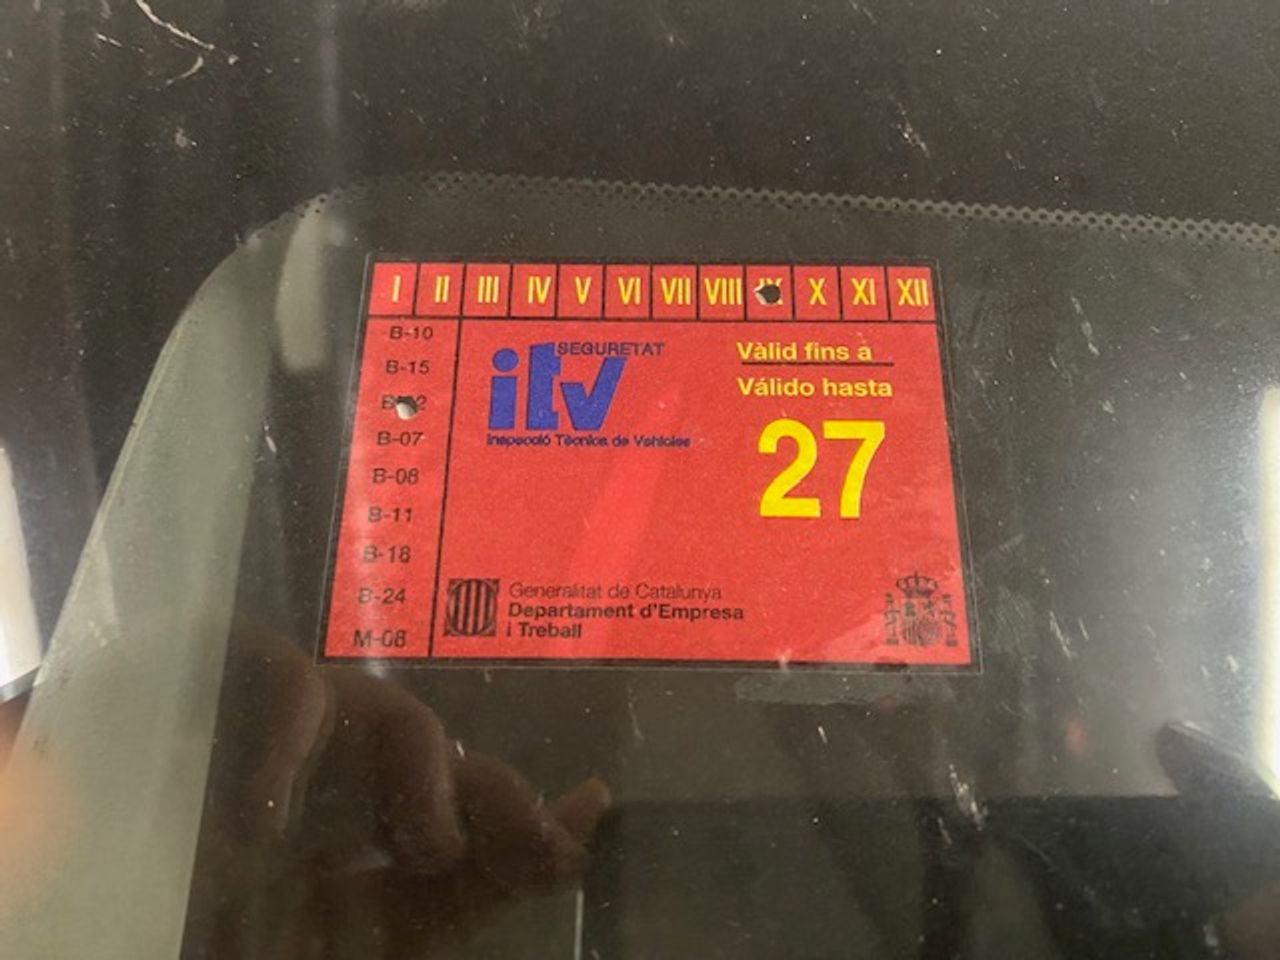 I II III IV V VI VII VIII IX X XI XII
B-10
B-15
B-07
B-08
B-11
B-18
B-24
M-08
SEGURETAT
itv
Inspecció Tècnica de Vehicles
Vàlid fins a
Válido hasta
27
Generalitat de Catalunya
Departament d'Empresa
i Treball